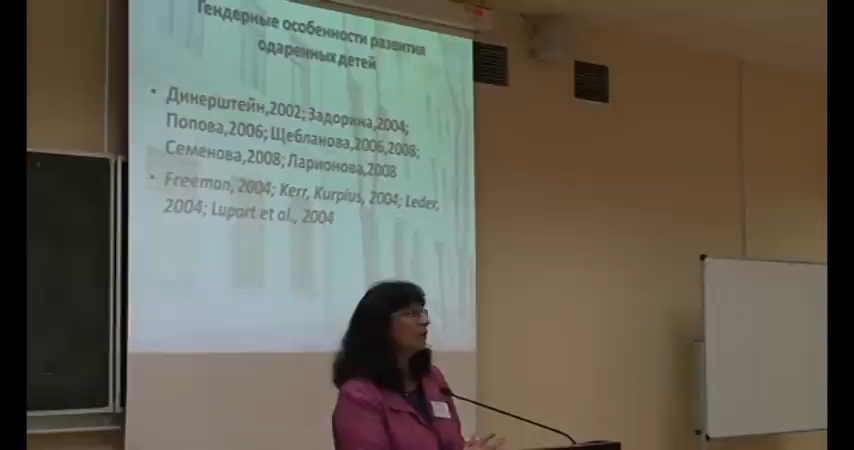 Гендерные особенности развития
одаренных детей
• Динерштейн,2002; Задорина,2004;
Попова,2006; Щебланова,2006,2008;
Семенова,2008; Ларионова,2008
• Freeman, 2004; Kerr, Kurpius, 2004; Leder,
2004; Lupart et al., 2004